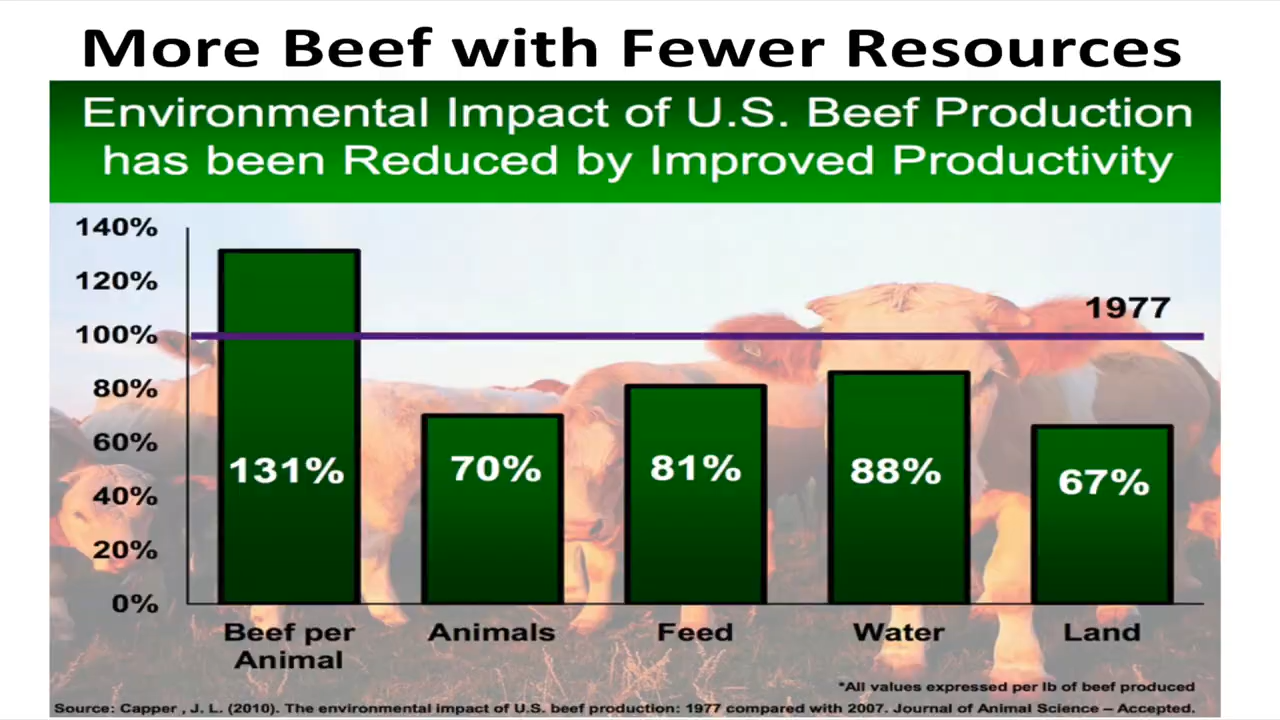 More Beef with Fewer Resources
Environmental Impact of U.S. Beef Production
has been Reduced by Improved Productivity
140%
120%
100%
80%
60%
40%
20%
0%
1977
131%
70%
81%
88%
67%
Beef per
Animal
Animals
Feed
Water
Land
*All values expressed per lb of beef produced
Source: Capper , J. L. (2010). The environmental impact of U.S. beef production: 1977 compared with 2007. Journal of Animal Science – Accepted.